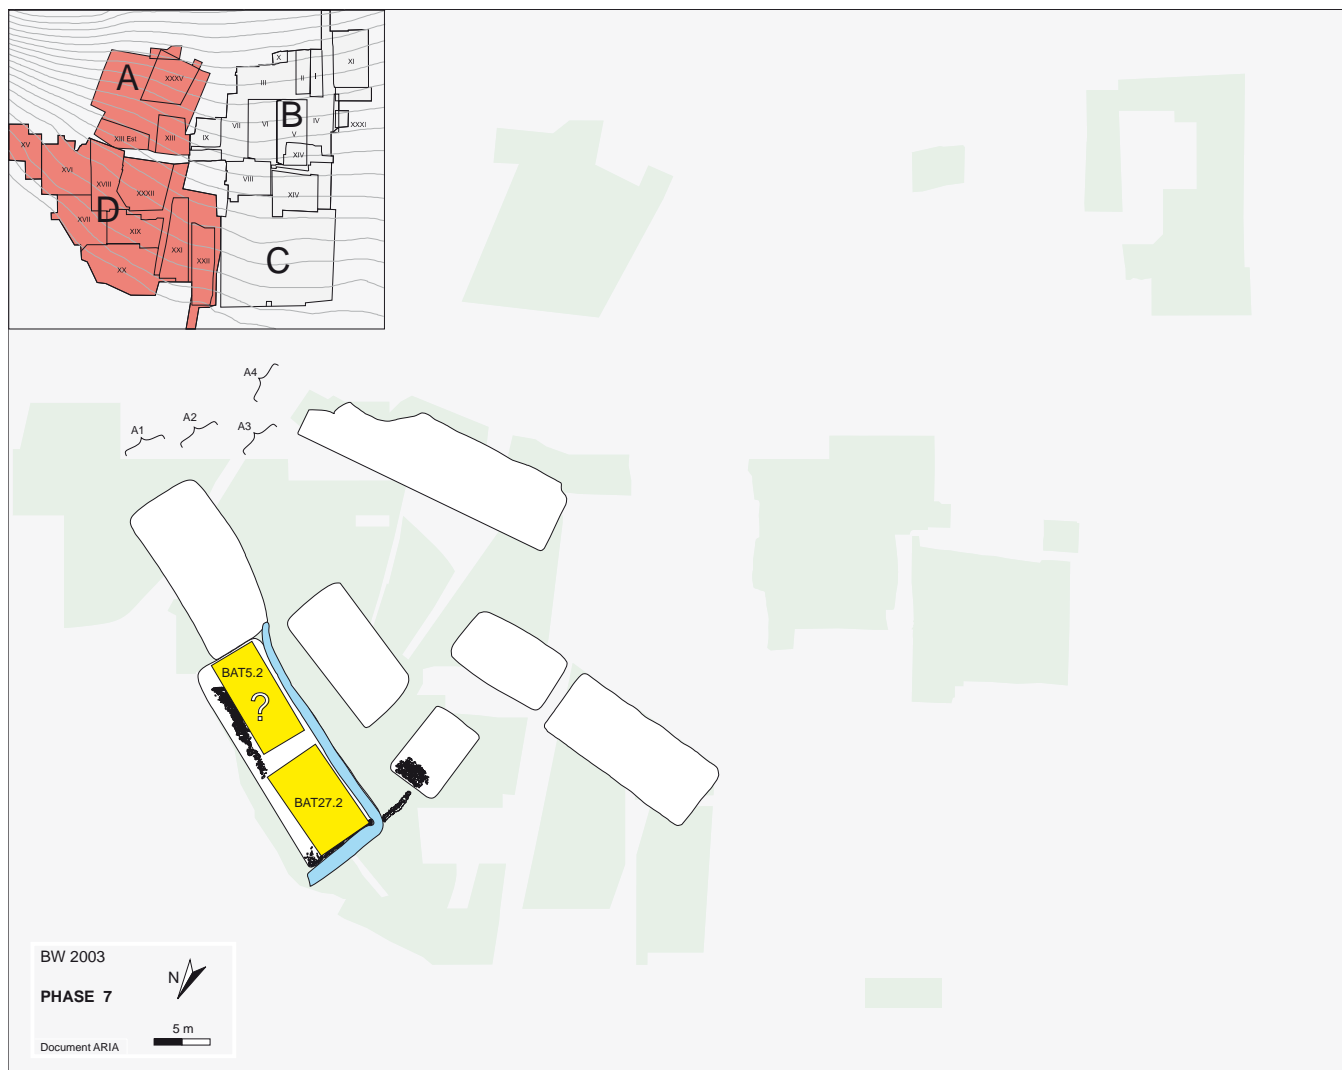 A
XXXV
XIII Est
XIII
X
III
II
I
XI
B
VII
VI
V
IV
XXXI
IX
XIV
VIII
XIV
XV
XVI
XVIII
XXXII
D
XVII
XIX
XXI
XXII
XX
C
A4
A1
A2
A3
BAT5.2
?
BAT27.2
BW 2003
N
PHASE 7
5 m
Document ARIA